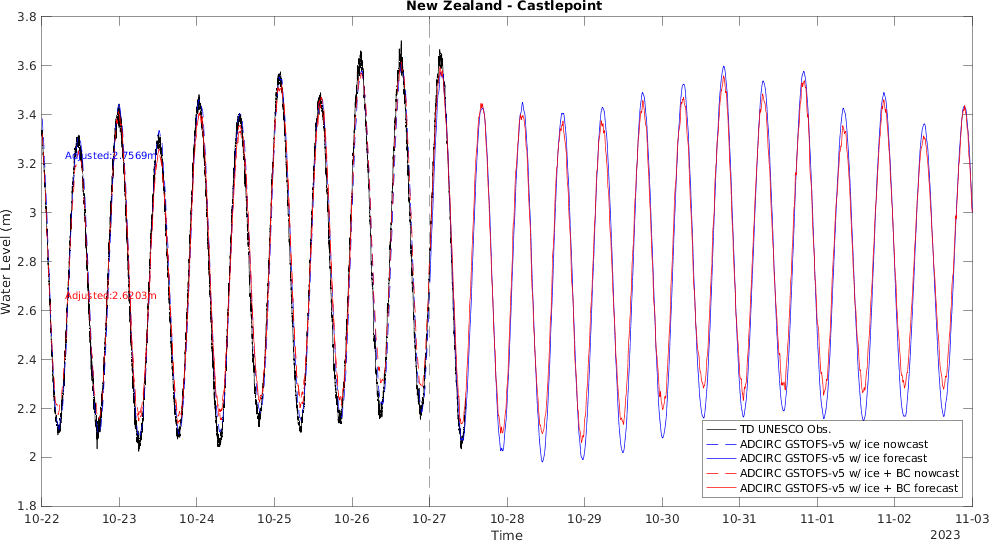 New Zealand - Castlepoint
3.8
3.6
3.4
3.2
3
2.8
2.6
2.4
2.2
2
1.8
Water Level (m)
Adjusted:2.7569m
Adjusted:2.6203m
TD UNESCO Obs.
ADCIRC GSTOFS-v5 w/ ice nowcast
ADCIRC GSTOFS-v5 w/ ice forecast
ADCIRC GSTOFS-v5 w/ ice + BC nowcast
ADCIRC GSTOFS-v5 w/ ice + BC forecast
10-22 10-23 10-24 10-25 10-26 10-27 10-28 10-29 10-30 10-31 11-01 11-02 11-03
Time
2023